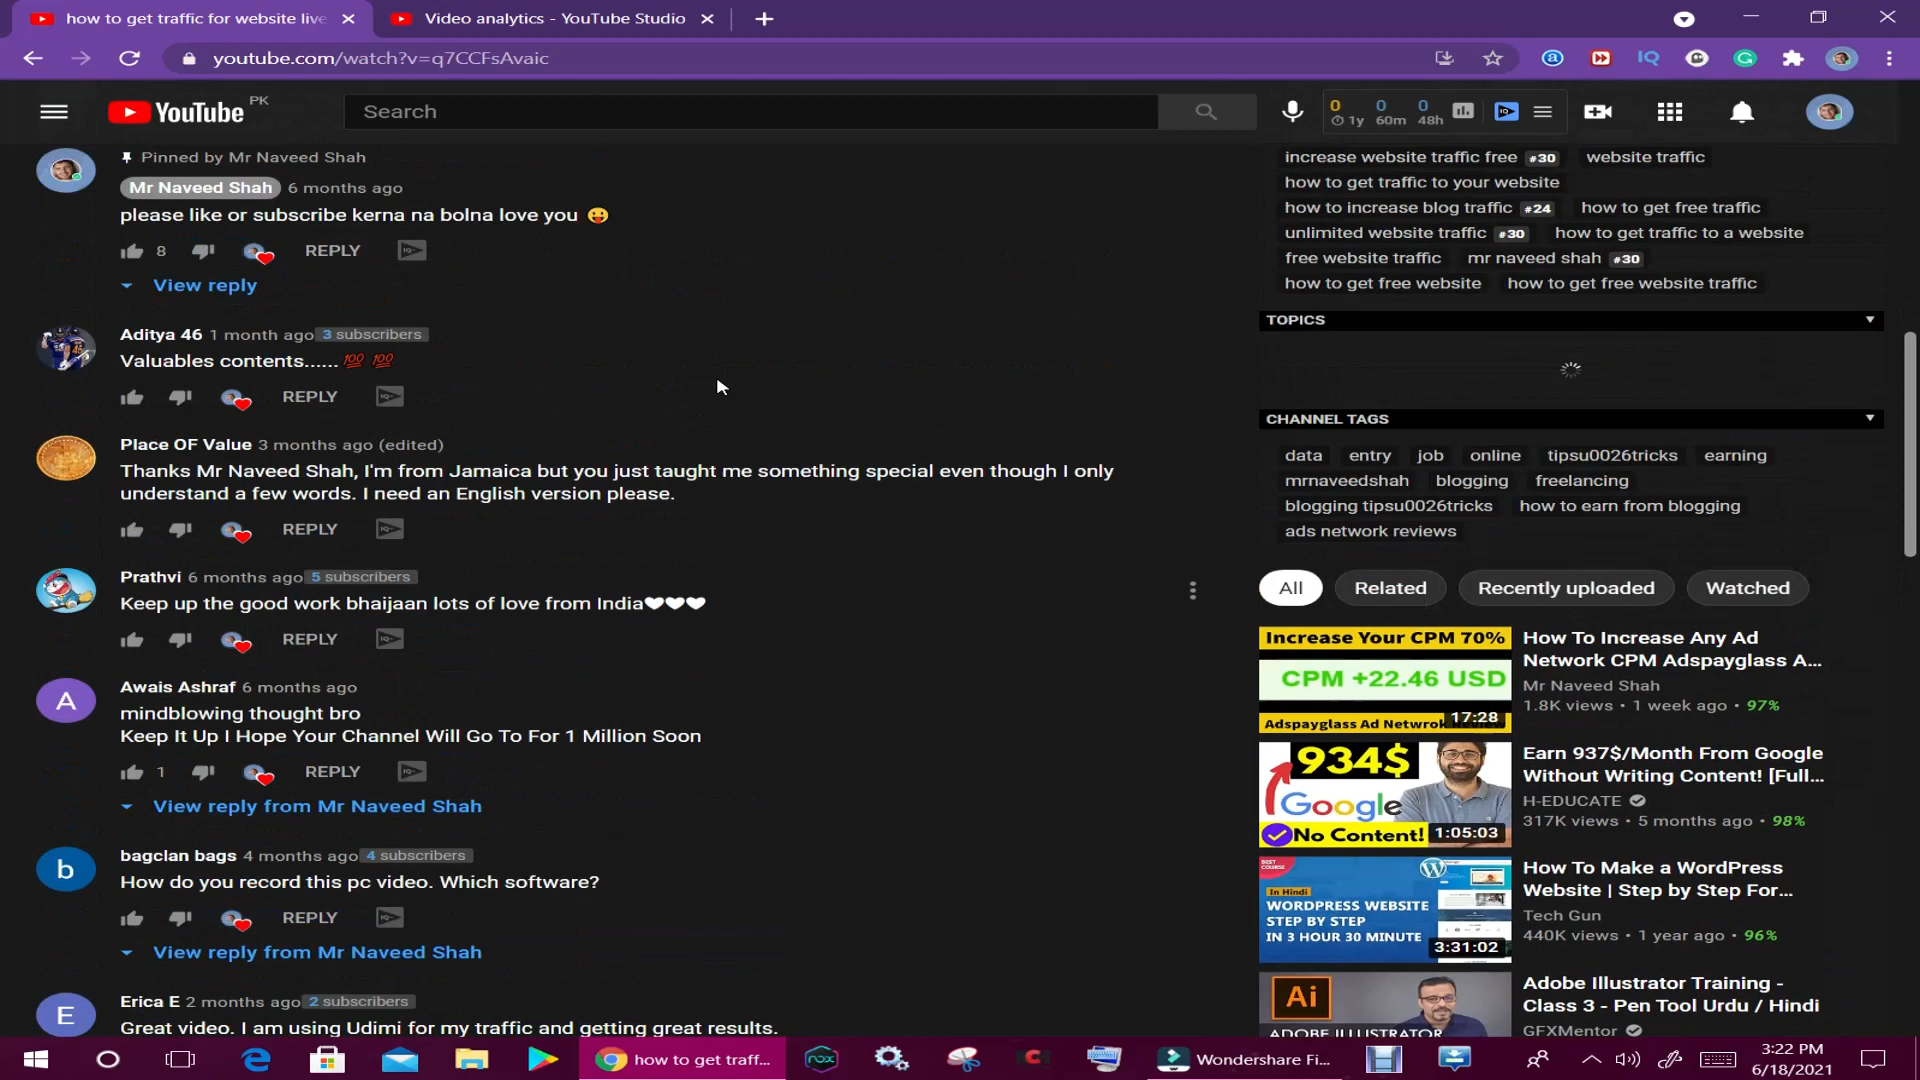 how to get traffic for website live
Video analytics - YouTube Studio
youtube.com/watch?v=q7CCFsAvaic
YouTube PK
Search
0 0 0
1y 60m 48h
Pinned by Mr Naveed Shah
Mr Naveed Shah 6 months ago
please like or subscribe kerna na bolna love you 😛
8 REPLY
View reply
Aditya 46 1 month ago 3 subscribers
Valuables contents...... 💯 💯
REPLY
Place OF Value 3 months ago (edited)
Thanks Mr Naveed Shah, I'm from Jamaica but you just taught me something special even though I only
understand a few words. I need an English version please.
REPLY
Prathvi 6 months ago 5 subscribers
Keep up the good work bhaijaan lots of love from India🤍🤍🤍
REPLY
A
Awais Ashraf 6 months ago
mindblowing thought bro
Keep It Up I Hope Your Channel Will Go To For 1 Million Soon
1 REPLY
View reply from Mr Naveed Shah
b
bagclan bags 4 months ago 4 subscribers
How do you record this pc video. Which software?
REPLY
View reply from Mr Naveed Shah
E
Erica E 2 months ago 2 subscribers
Great video. I am using Udimi for my traffic and getting great results.
increase website traffic free #30 website traffic
how to get traffic to your website
how to increase blog traffic #24 how to get free traffic
unlimited website traffic #30 how to get traffic to a website
free website traffic mr naveed shah #30
how to get free website how to get free website traffic
TOPICS
CHANNEL TAGS
data entry job online tipsu0026tricks earning
mrnaveedshah blogging freelancing
blogging tipsu0026tricks how to earn from blogging
ads network reviews
All Related Recently uploaded Watched
Increase Your CPM 70%
CPM +22.46 USD
Adspayglass Ad Netwrok
17:28
How To Increase Any Ad
Network CPM Adspayglass A...
Mr Naveed Shah
1.8K views • 1 week ago • 97%
934$
Google
No Content!
1:05:03
Earn 937$/Month From Google
Without Writing Content! [Full...
H-EDUCATE
317K views • 5 months ago • 98%
BEST
COURSE
In Hindi
WORDPRESS WEBSITE
STEP BY STEP
IN 3 HOUR 30 MINUTE
3:31:02
How To Make a WordPress
Website | Step by Step For...
Tech Gun
440K views • 1 year ago • 96%
Ai
ADOBE ILLUSTRATOR
Adobe Illustrator Training -
Class 3 - Pen Tool Urdu / Hindi
GFXMentor
how to get traff...
nox
Wondershare Fi...
3:22 PM
6/18/2021